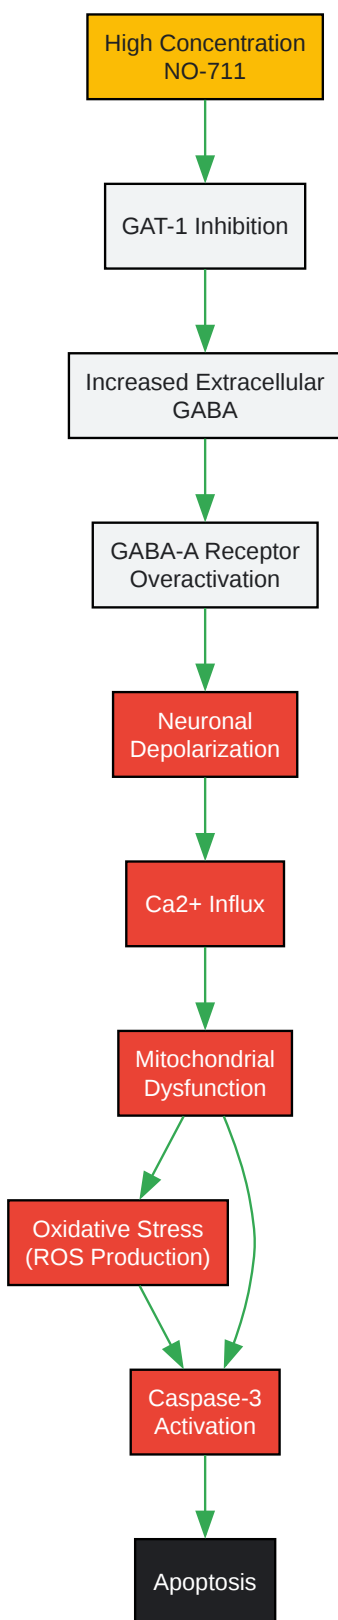 High Concentration
NO-711
GAT-1 Inhibition
Increased Extracellular
GABA
GABA-A Receptor
Overactivation
Neuronal
Depolarization
Ca2+ Influx
Mitochondrial
Dysfunction
Oxidative Stress
(ROS Production)
Caspase-3
Activation
Apoptosis